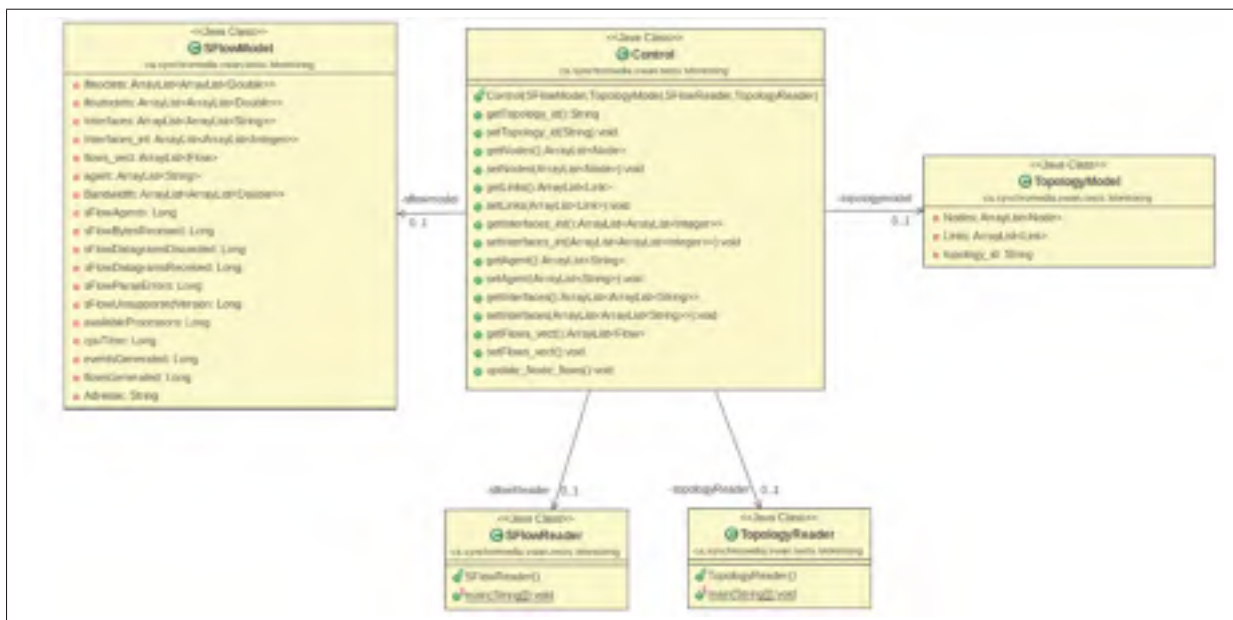 <<Java Class>>
SFlowModel
ArrayList<ArrayList<Double>>
ArrayList<ArrayList<Double>>
Interfaces: ArrayList<ArrayList<String>>
Interfaces_int: ArrayList<ArrayList<Integer>>
flows_vect: ArrayList<Flow>
agent: ArrayList<String>
Bandwidth: ArrayList<ArrayList<Double>>
sFlowAgents: Long
sFlowBytesReceived: Long
sFlowDatagramsDiscarded: Long
sFlowDatagramsReceived: Long
sFlowParseErrors: Long
sFlowUnsupportedVersion: Long
availableProcessors: Long
cpuTime: Long
eventsGenerated: Long
flowsGenerated: Long
Adresse: String
<<Java Class>>
Control
Control(SFlowModel,TopologyModel,SFlowReader,TopologyReader)
getTopology_id():String
setTopology_id(String):void
getNodes():ArrayList<Node>
setNodes(ArrayList<Node>):void
getLinks():ArrayList<Link>
setLinks(ArrayList<Link>):void
getInterfaces_int():ArrayList<ArrayList<Integer>>
setInterfaces_int(ArrayList<ArrayList<Integer>>):void
getAgent():ArrayList<String>
setAgent(ArrayList<String>):void
getInterfaces():ArrayList<ArrayList<String>>
setInterfaces(ArrayList<ArrayList<String>>):void
getFlows_vect():ArrayList<Flow>
setFlows_vect():void
update_Node_flows():void
-sflowmodel
0..1
-topologymodel
0..1
<<Java Class>>
TopologyModel
Nodes: ArrayList<Node>
Links: ArrayList<Link>
topology_id: String
-sflowReader 0..1
-topologyReader 0..1
<<Java Class>>
SFlowReader
SFlowReader()
main(String[]):void
<<Java Class>>
TopologyReader
TopologyReader()
main(String[]):void